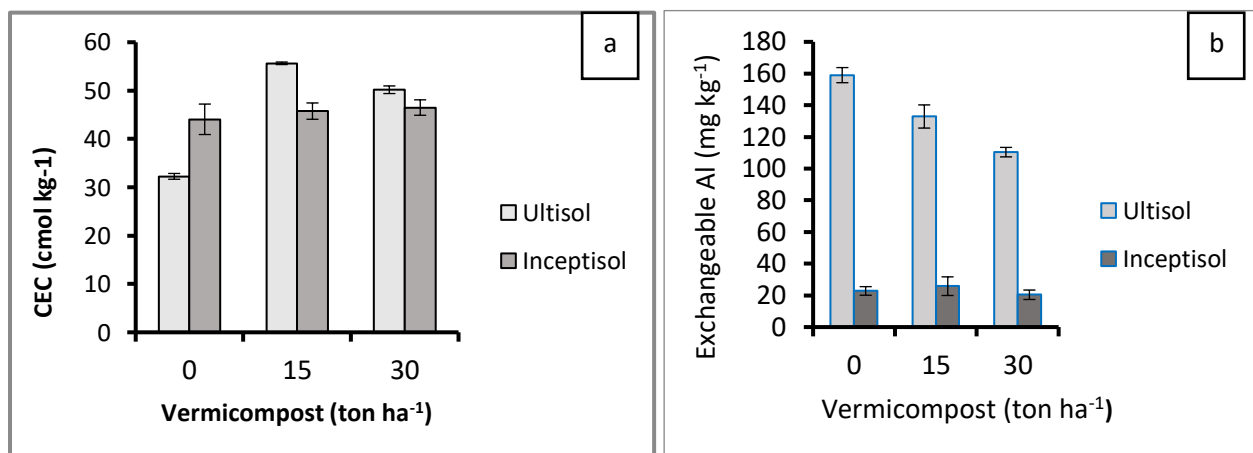 a
60
50
40
30
20
10
0
CEC (cmol kg-1)
Ultisol
Inceptisol
0 15 30
Vermicompost (ton ha⁻¹)
b
180
160
140
120
100
80
60
40
20
0
Exchangeable Al (mg kg⁻¹)
Ultisol
Inceptisol
0 15 30
Vermicompost (ton ha⁻¹)